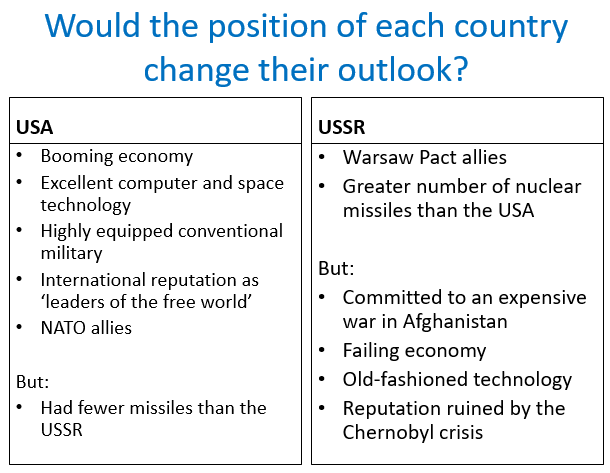 Would the position of each country
change their outlook?
USA
• Booming economy
• Excellent computer and space
technology
• Highly equipped conventional
military
• International reputation as
‘leaders of the free world’
• NATO allies
But:
• Had fewer missiles than the
USSR
USSR
• Warsaw Pact allies
• Greater number of nuclear
missiles than the USA
But:
• Committed to an expensive
war in Afghanistan
• Failing economy
• Old-fashioned technology
• Reputation ruined by the
Chernobyl crisis